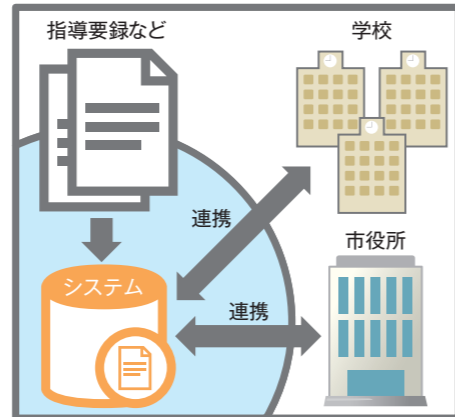 指導要録など
学校
連携
市役所
システム
連携